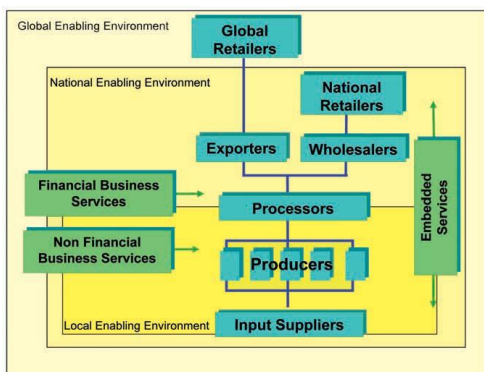 Global Enabling Environment
Global
Retailers
National Enabling Environment
National
Retailers
Exporters
Wholesalers
Financial Business
Services
Processors
Embedded
Services
Non Financial
Business Services
Producers
Local Enabling Environment
Input Suppliers